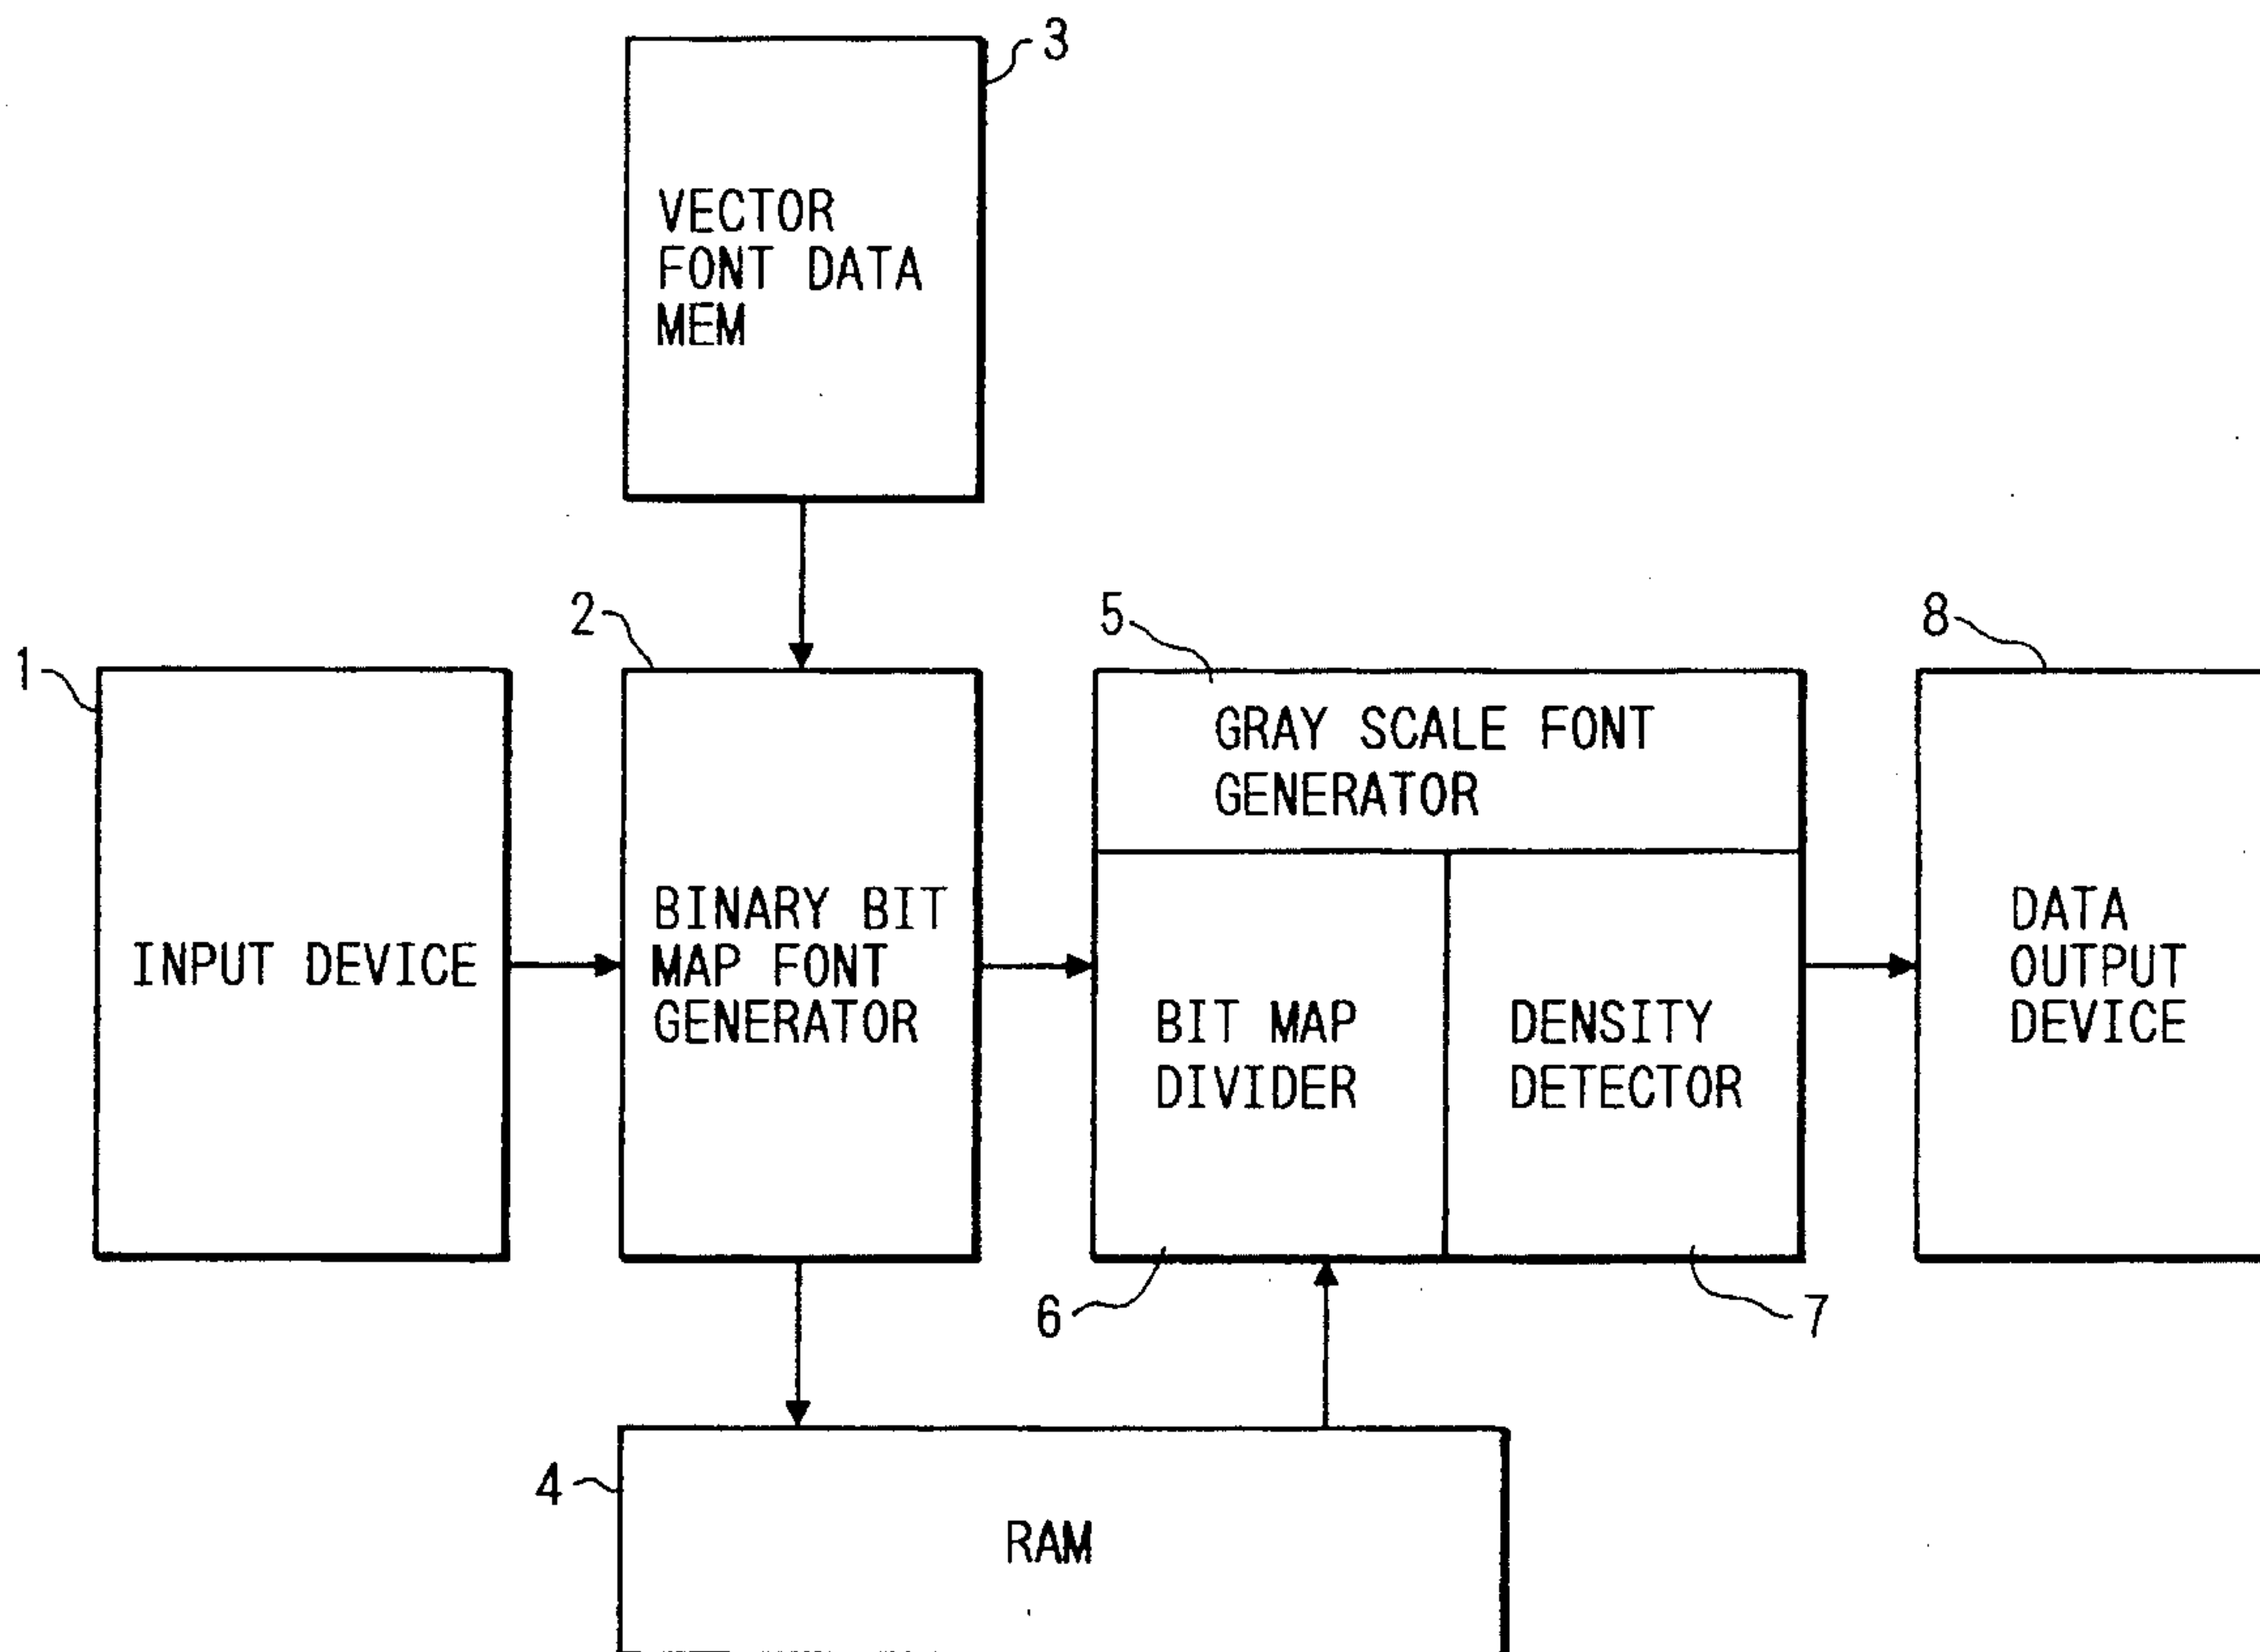 3
VECTOR
FONT DATA
MEM
2
5
8
1
GRAY SCALE FONT
GENERATOR
INPUT DEVICE
BINARY BIT
MAP FONT
GENERATOR
BIT MAP
DIVIDER
DENSITY
DETECTOR
DATA
OUTPUT
DEVICE
6
7
4
RAM